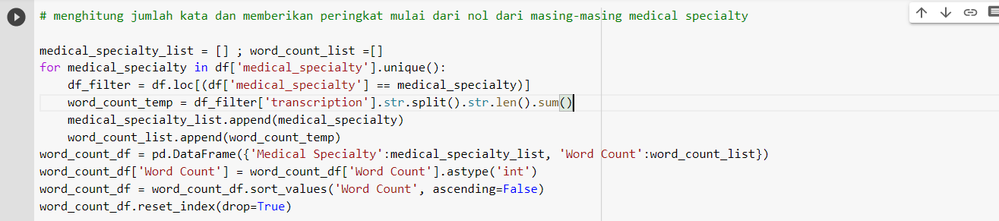 # menghitung jumlah kata dan memberikan peringkat mulai dari nol dari masing-masing medical specialty
medical_specialty_list = [] ; word_count_list =[]
for medical_specialty in df['medical_specialty'].unique():
    df_filter = df.loc[(df['medical_specialty'] == medical_specialty)]
    word_count_temp = df_filter['transcription'].str.split().str.len().sum()
    medical_specialty_list.append(medical_specialty)
    word_count_list.append(word_count_temp)
word_count_df = pd.DataFrame({'Medical Specialty':medical_specialty_list, 'Word Count':word_count_list})
word_count_df['Word Count'] = word_count_df['Word Count'].astype('int')
word_count_df = word_count_df.sort_values('Word Count', ascending=False)
word_count_df.reset_index(drop=True)